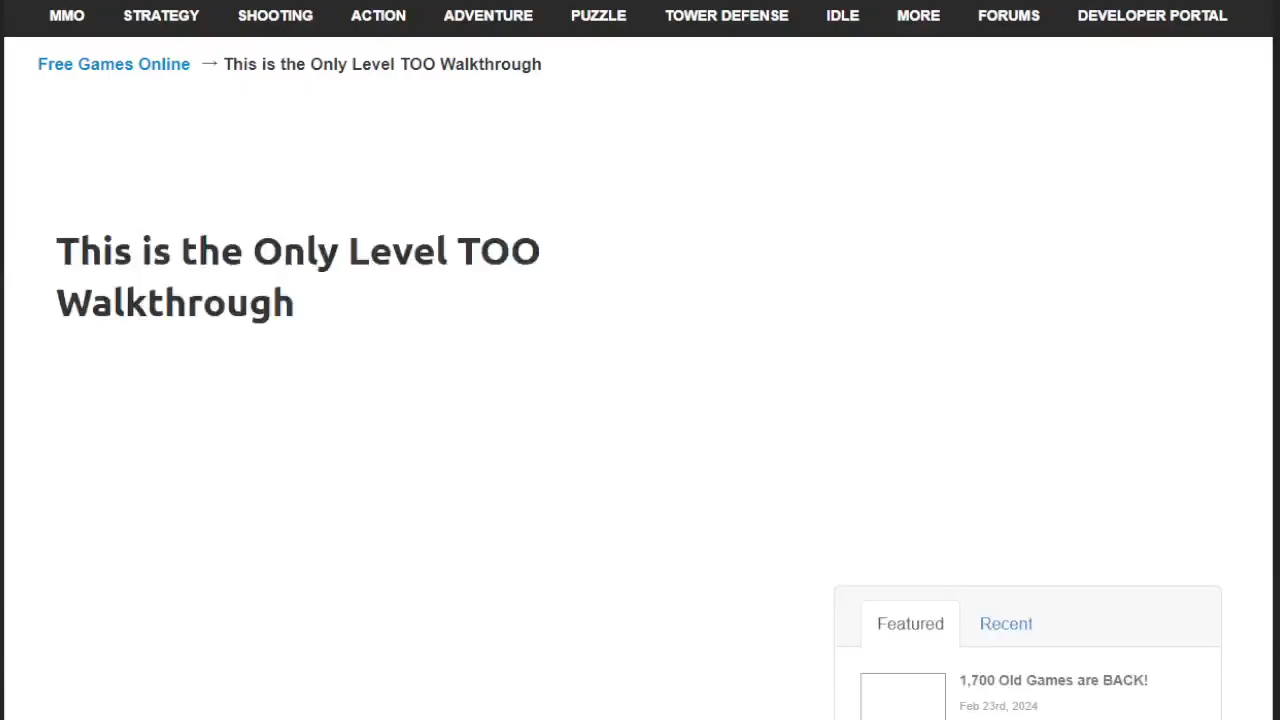 MMO STRATEGY SHOOTING ACTION ADVENTURE PUZZLE TOWER DEFENSE IDLE MORE FORUMS DEVELOPER PORTAL
Free Games Online → This is the Only Level TOO Walkthrough
This is the Only Level TOO
Walkthrough
Featured Recent
1,700 Old Games are BACK!
Feb 23rd, 2024